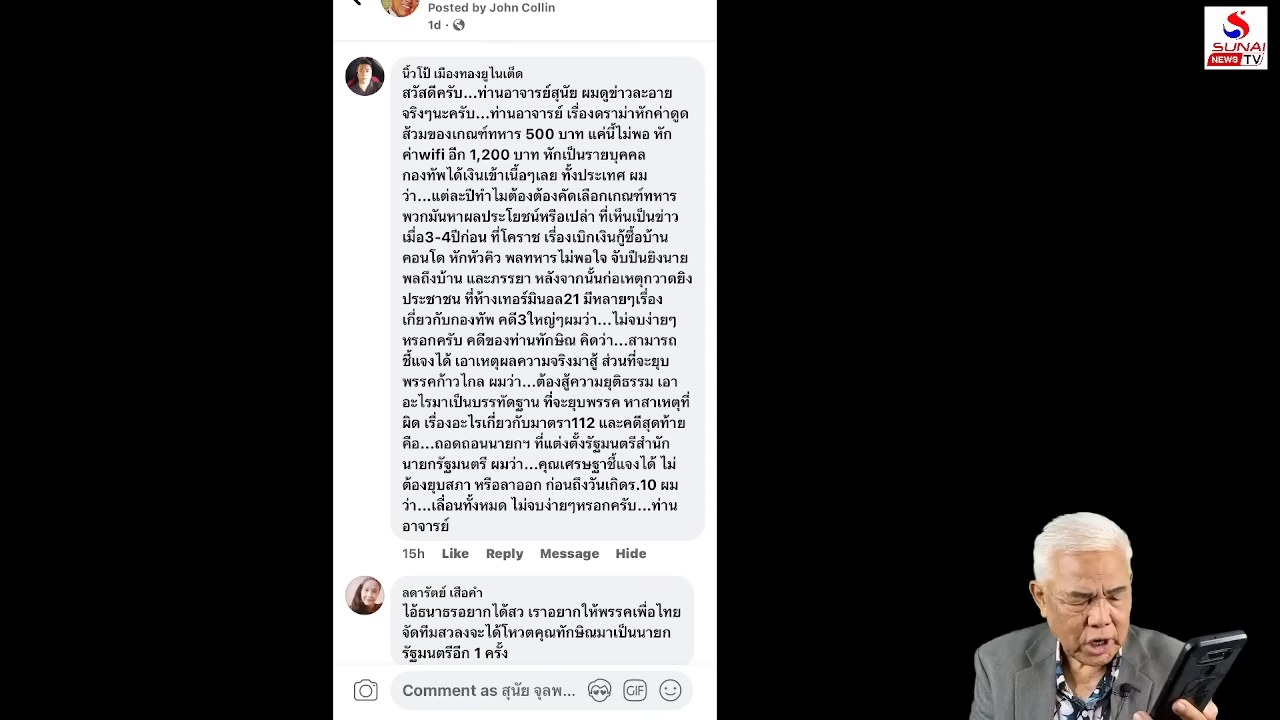 Posted by John Collin
1d ·
SUNAI
NEWS TV
นิ้วโป้ เมืองทองยูไนเต็ด
สวัสดีครับ...ท่านอาจารย์สุนัย ผมดูข่าวละอาย
จริงๆนะครับ...ท่านอาจารย์ เรื่องดราม่าหักค่าดูด
ส้วมของเกณฑ์ทหาร 500 บาท แค่นี้ไม่พอ หัก
ค่าwifi อีก 1,200 บาท หักเป็นรายบุคคล
กองทัพได้เงินเข้าเนื้อๆเลย ทั้งประเทศ ผม
ว่า...แต่ละปีทำไมต้องต้องคัดเลือกเกณฑ์ทหาร
พวกมันหาผลประโยชน์หรือเปล่า ที่เห็นเป็นข่าว
เมื่อ3-4ปีก่อน ที่โคราช เรื่องเบิกเงินกู้ซื้อบ้าน
คอนโด หักหัวคิว พลทหารไม่พอใจ จับปืนยิงนาย
พลถึงบ้าน และภรรยา หลังจากนั้นก่อเหตุกวาดยิง
ประชาชน ที่ห้างเทอร์มินอล21 มีหลายๆเรื่อง
เกี่ยวกับกองทัพ คดี3ใหญ่ๆผมว่า...ไม่จบง่ายๆ
หรอกครับ คดีของท่านทักษิณ คิดว่า...สามารถ
ชี้แจงได้ เอาเหตุผลความจริงมาสู้ ส่วนที่จะยุบ
พรรคก้าวไกล ผมว่า...ต้องสู้ความยุติธรรม เอา
อะไรมาเป็นบรรทัดฐาน ที่จะยุบพรรค หาสาเหตุที่
ผิด เรื่องอะไรเกี่ยวกับมาตรา112 และคดีสุดท้าย
คือ...ถอดถอนนายกฯ ที่แต่งตั้งรัฐมนตรีสำนัก
นายกรัฐมนตรี ผมว่า...คุณเศรษฐาชี้แจงได้ ไม่
ต้องยุบสภา หรือลาออก ก่อนถึงวันเกิดร.10 ผม
ว่า...เลื่อนทั้งหมด ไม่จบง่ายๆหรอกครับ...ท่าน
อาจารย์
15h Like Reply Message Hide
ลดารัตย์ เสือคำ
ไอ้ธนาธรอยากได้สว เราอยากให้พรรคเพื่อไทย
จัดทีมสวลงจะได้โหวตคุณทักษิณมาเป็นนายก
รัฐมนตรีอีก 1 ครั้ง
Comment as สุนัย จุลพ...
GIF